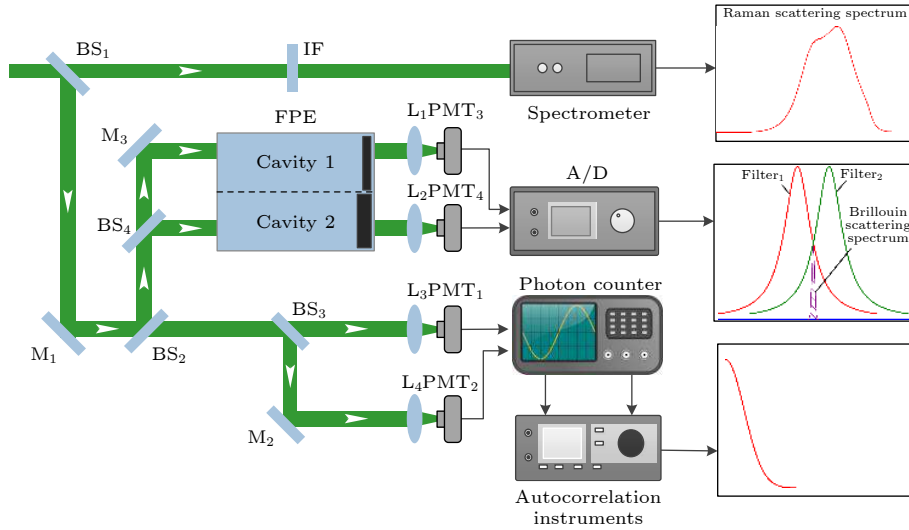 Raman scattering spectrum
BS1
IF
Spectrometer
FPE
L1PMT3
M3
Cavity 1
A/D
L2PMT4
Filter1
Filter2
BS4
Cavity 2
Brillouin
scattering
spectrum
Photon counter
L3PMT1
BS3
M1
BS2
L4PMT2
M2
Autocorrelation
instruments